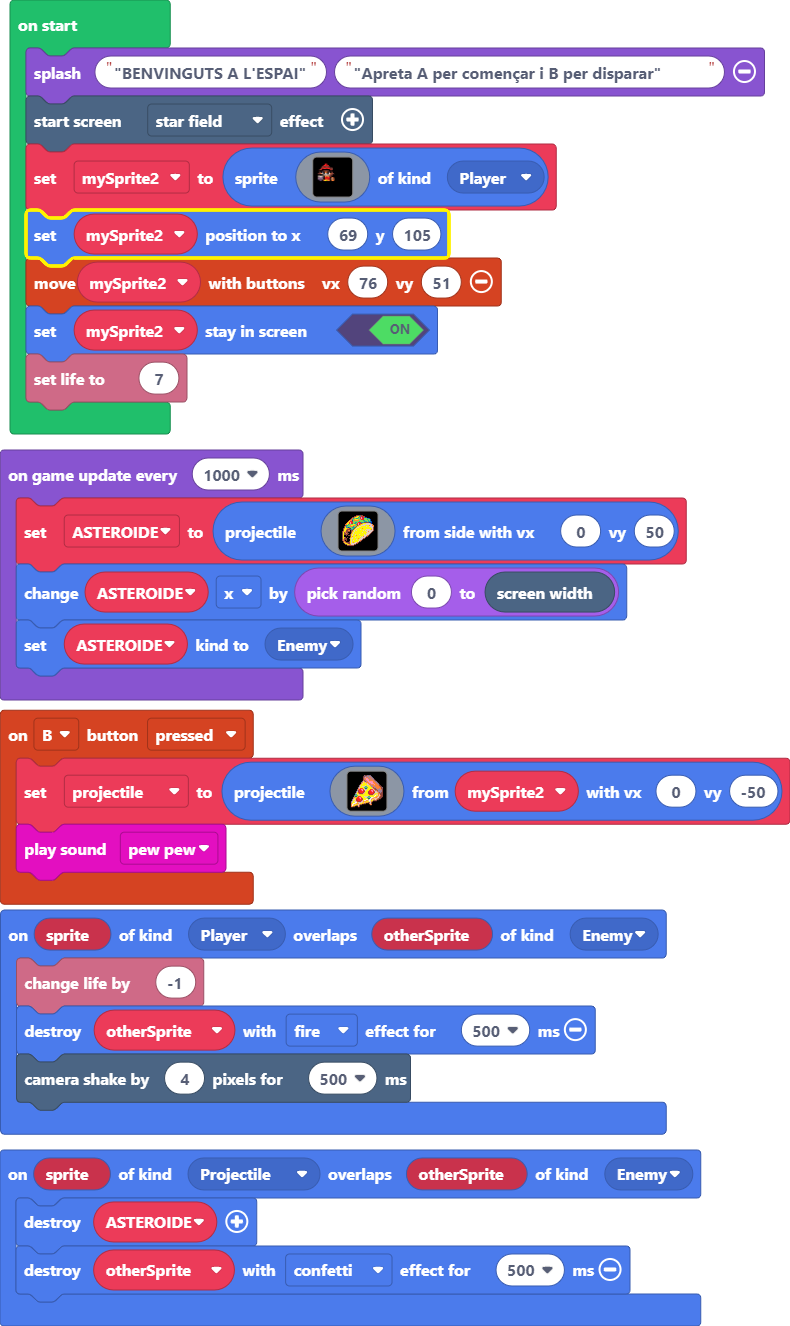 on start
splash " "BENVINGUTS A L'ESPAI" " " "Apreta A per començar i B per disparar" "
start screen star field effect
set mySprite2 to sprite of kind Player
set mySprite2 position to x 69 y 105
move mySprite2 with buttons vx 76 vy 51
set mySprite2 stay in screen ON
set life to 7
on game update every 1000 ms
set ASTEROIDE to projectile from side with vx 0 vy 50
change ASTEROIDE x by pick random 0 to screen width
set ASTEROIDE kind to Enemy
on B button pressed
set projectile to projectile from mySprite2 with vx 0 vy -50
play sound pew pew
on sprite of kind Player overlaps otherSprite of kind Enemy
change life by -1
destroy otherSprite with fire effect for 500 ms
camera shake by 4 pixels for 500 ms
on sprite of kind Projectile overlaps otherSprite of kind Enemy
destroy ASTEROIDE
destroy otherSprite with confetti effect for 500 ms